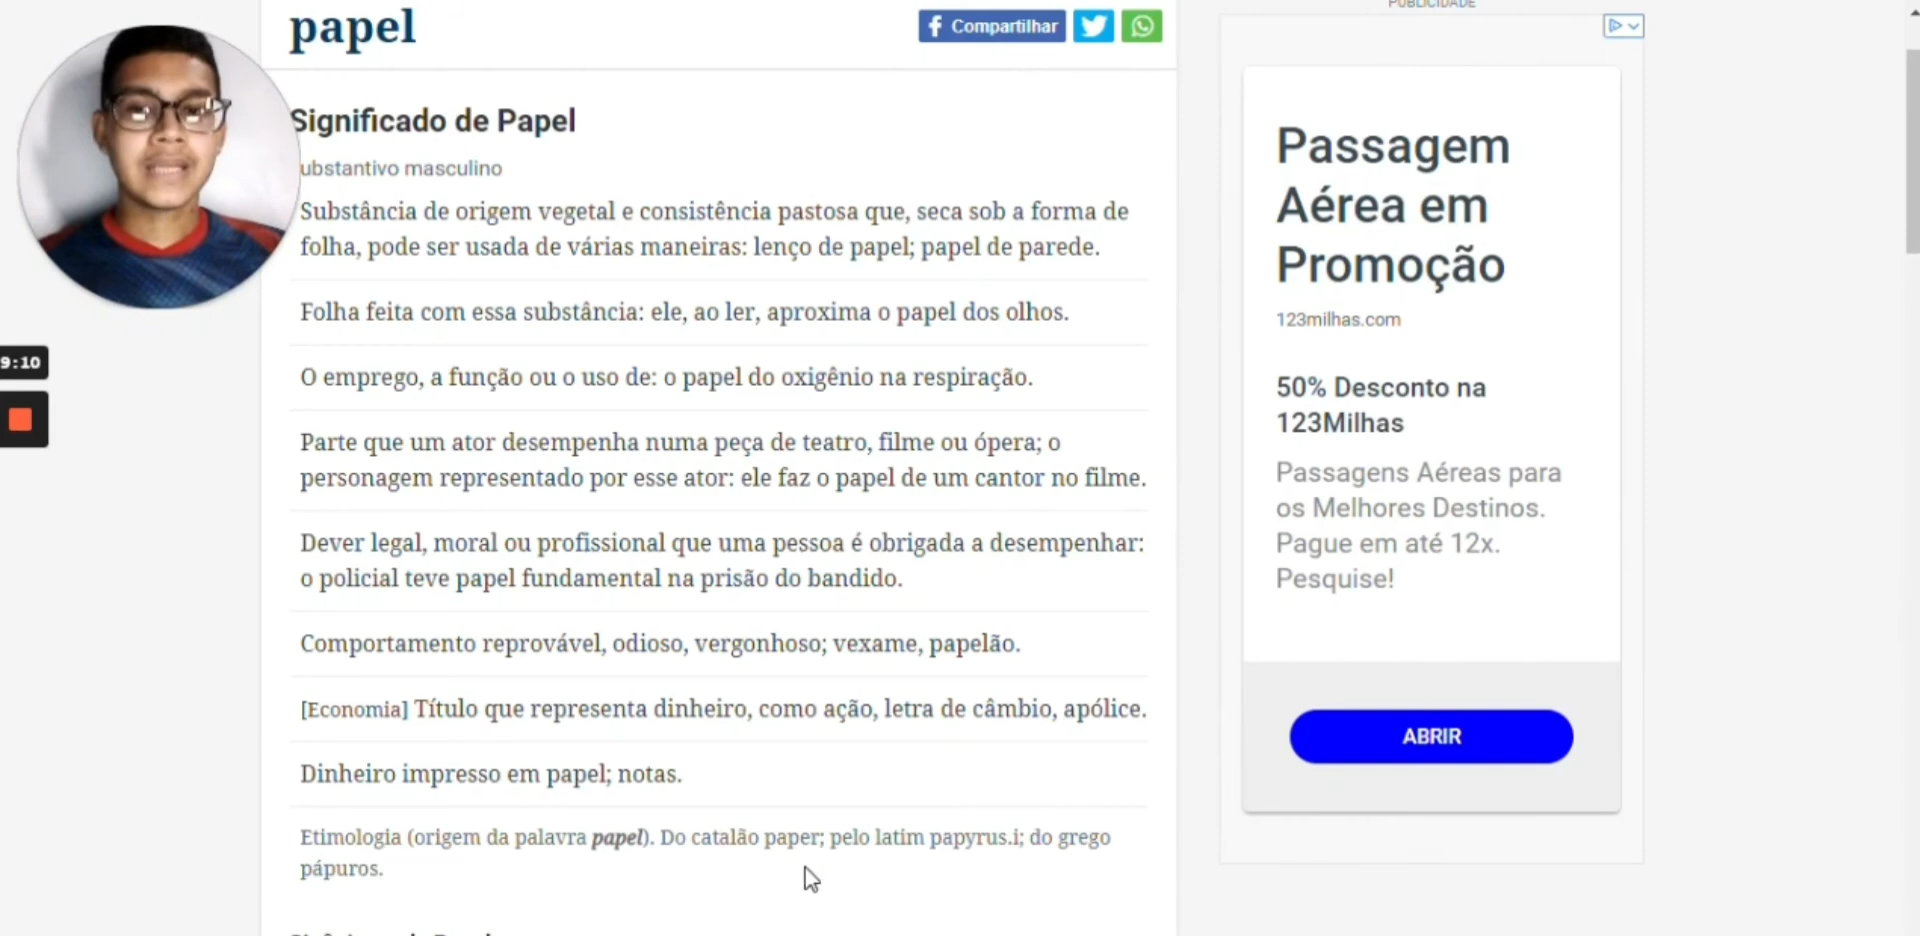 papel
Compartilhar
Significado de Papel
ubstantivo masculino
Substância de origem vegetal e consistência pastosa que, seca sob a forma de
folha, pode ser usada de várias maneiras: lenço de papel; papel de parede.
Folha feita com essa substância: ele, ao ler, aproxima o papel dos olhos.
O emprego, a função ou o uso de: o papel do oxigênio na respiração.
Parte que um ator desempenha numa peça de teatro, filme ou ópera; o
personagem representado por esse ator: ele faz o papel de um cantor no filme.
Dever legal, moral ou profissional que uma pessoa é obrigada a desempenhar:
o policial teve papel fundamental na prisão do bandido.
Comportamento reprovável, odioso, vergonhoso; vexame, papelão.
[Economia] Título que representa dinheiro, como ação, letra de câmbio, apólice.
Dinheiro impresso em papel; notas.
Etimologia (origem da palavra papel). Do catalão paper; pelo latim papyrus.i; do grego
pápuros.
9:10
PUBLICIDADE
Passagem
Aérea em
Promoção
123milhas.com
50% Desconto na
123Milhas
Passagens Aéreas para
os Melhores Destinos.
Pague em até 12x.
Pesquise!
ABRIR